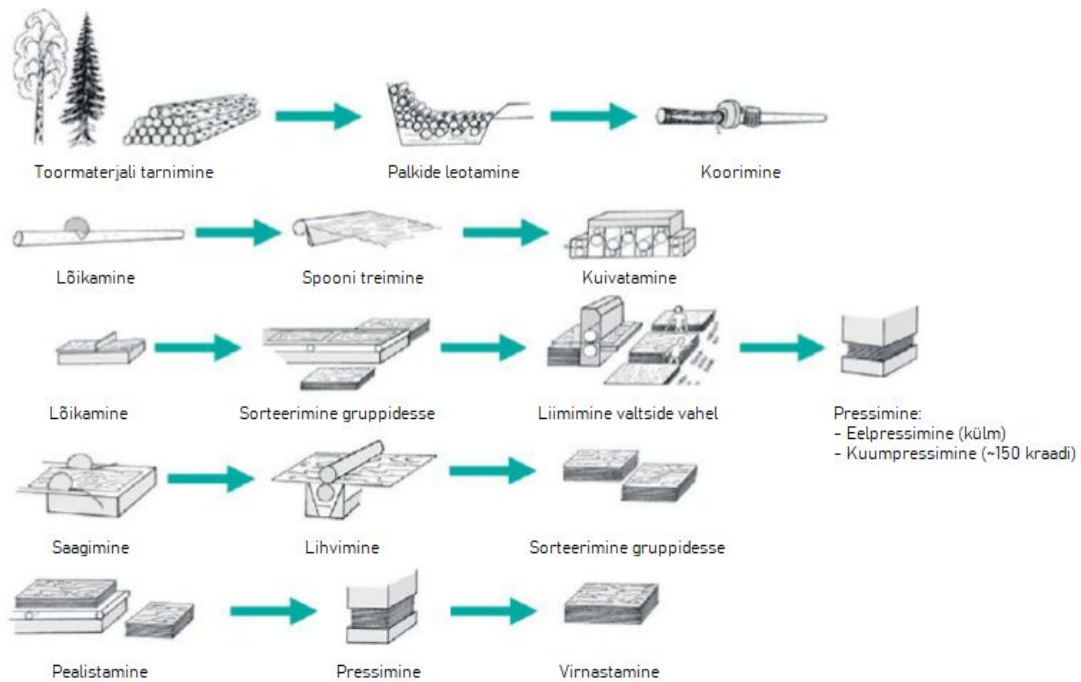 Toormaterjali tarnimine
Palkide leotamine
Koorimine
Lõikamine
Spooni treimine
Kuivatamine
Lõikamine
Sorteerimine gruppidesse
Liimimine valtside vahel
Pressimine:
- Eelpressimine (külm)
- Kuumpressimine (~150 kraadi)
Saagimine
Lihvimine
Sorteerimine gruppidesse
Pealistamine
Pressimine
Virnastamine